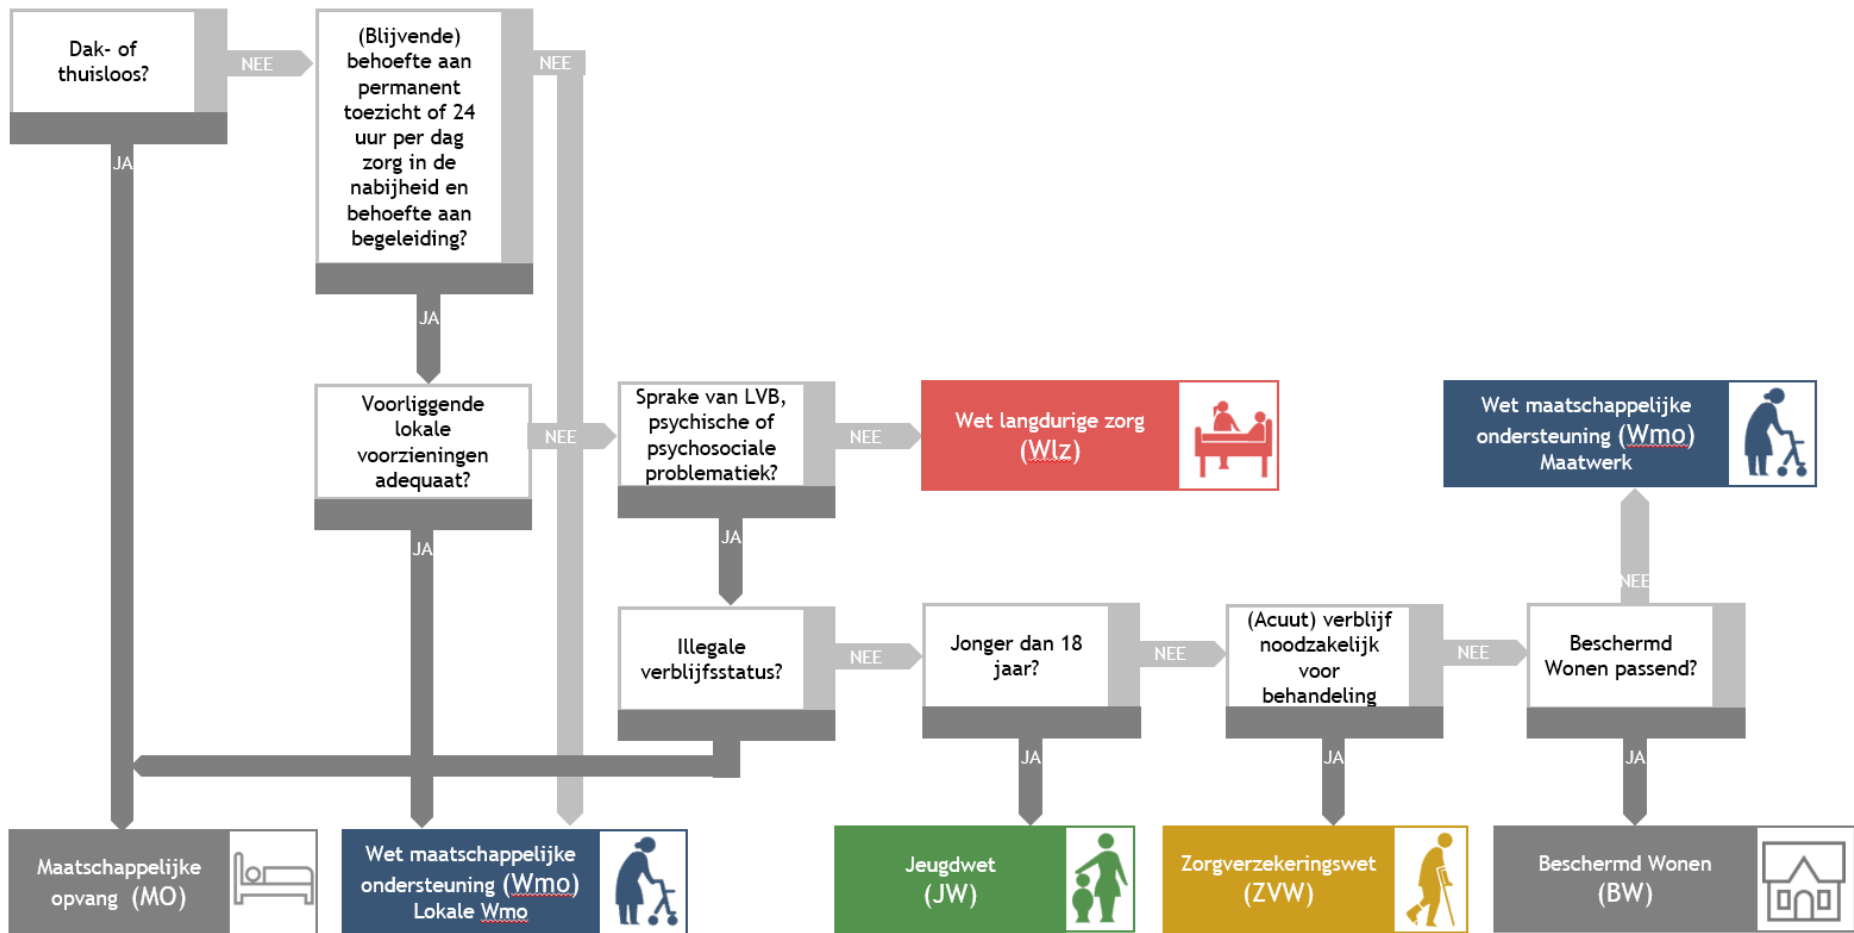 Dak- of
thuisloos?
NEE
JA
(Blijvende)
behoefte aan
permanent
toezicht of 24
uur per dag
zorg in de
nabijheid en
behoefte aan
begeleiding?
NEE
JA
Voorliggende
lokale
voorzieningen
adequaat?
NEE
JA
Sprake van LVB,
psychische of
psychosociale
problematiek?
NEE
JA
Wet langdurige zorg
(Wlz)
Wet maatschappelijke
ondersteuning (Wmo)
Maatwerk
Illegale
verblijfsstatus?
NEE
Jonger dan 18
jaar?
NEE
JA
(Acuut) verblijf
noodzakelijk
voor
behandeling
NEE
JA
Beschermd
Wonen passend?
NEE
JA
Maatschappelijke
opvang (MO)
Wet maatschappelijke
ondersteuning (Wmo)
Lokale Wmo
Jeugdwet
(JW)
Zorgverzekeringswet
(ZVW)
Beschermd Wonen
(BW)